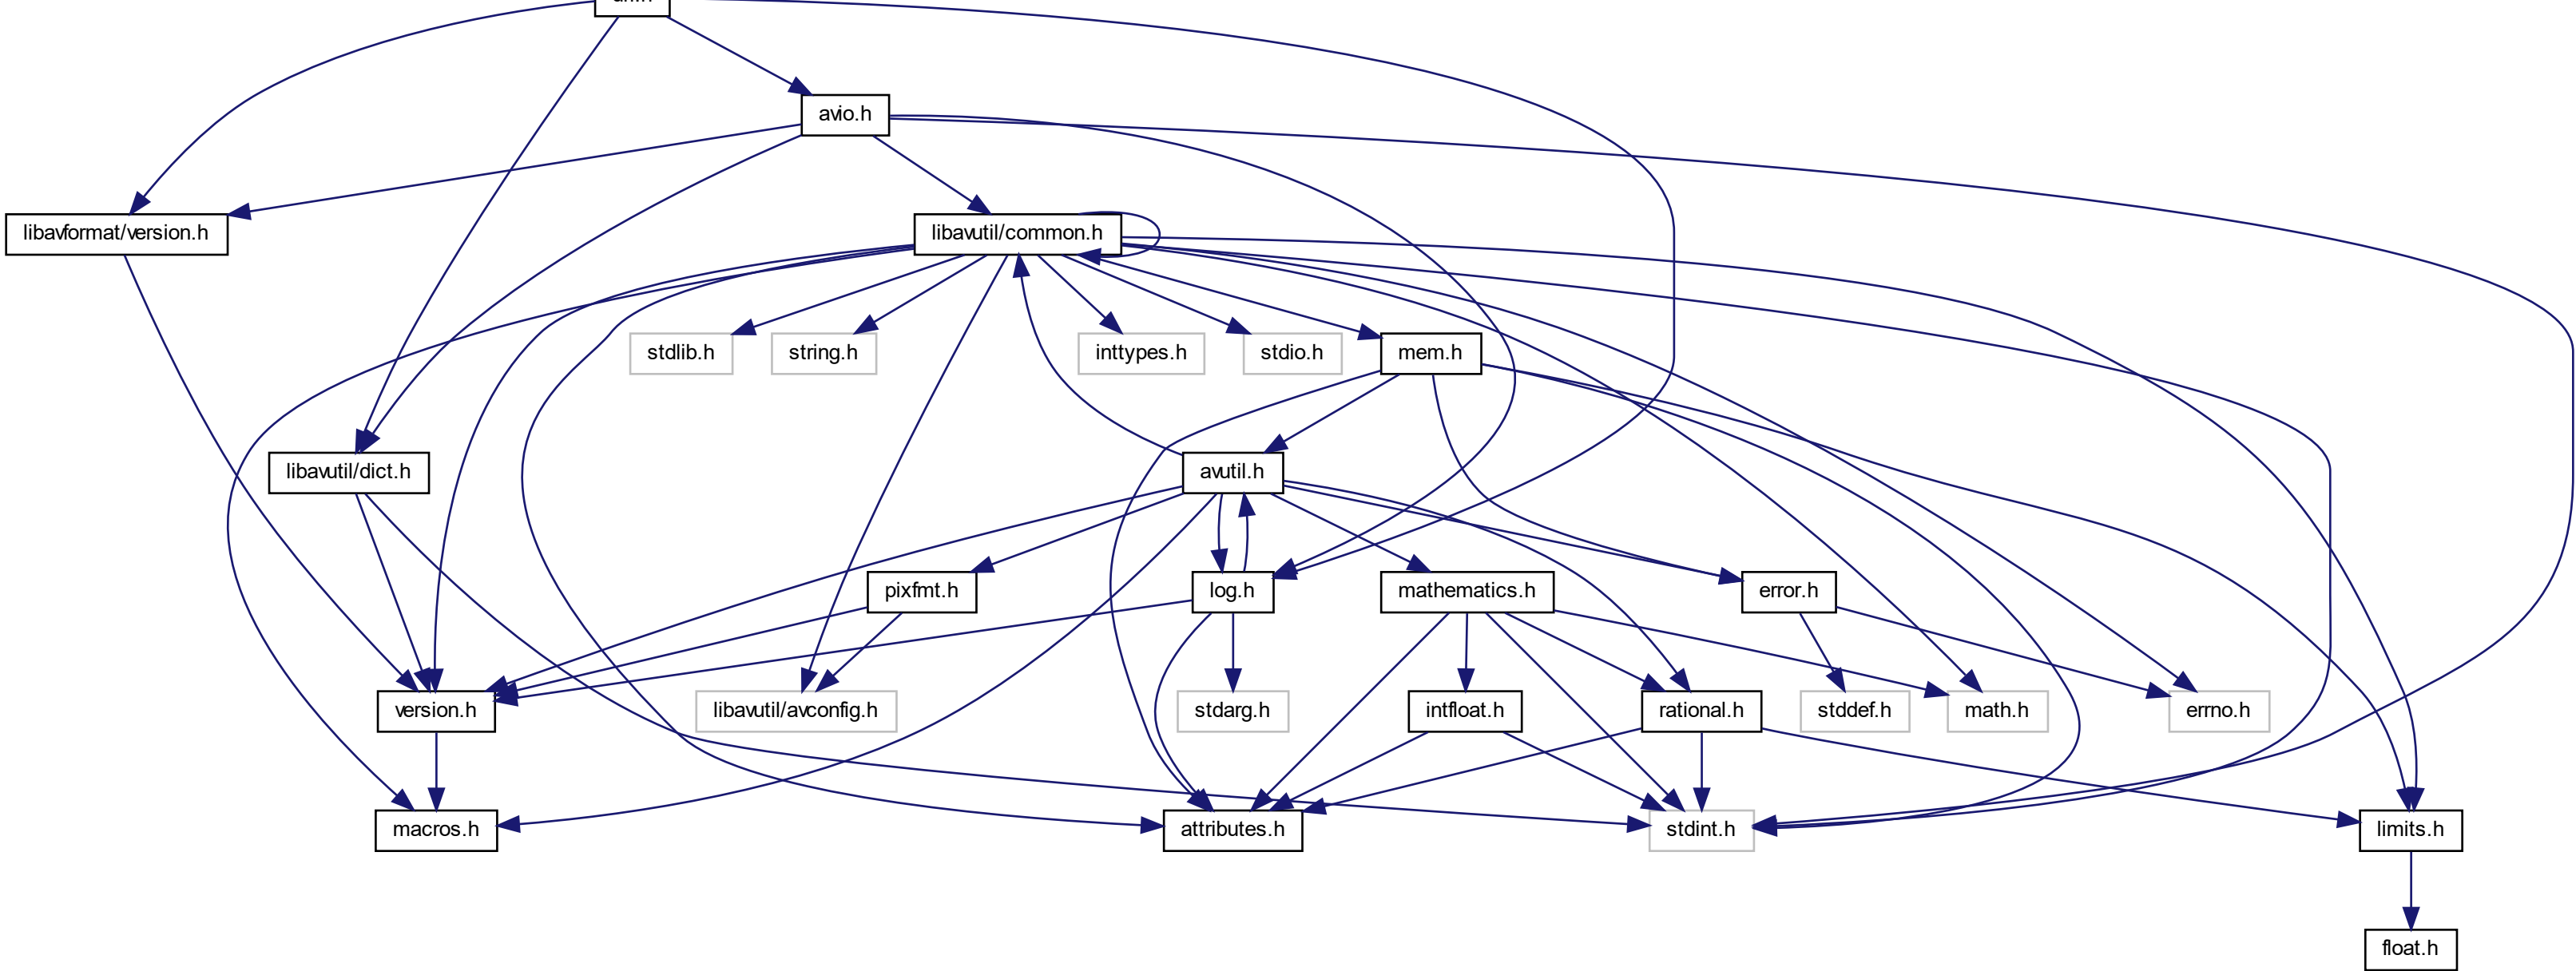 avio.h
libavformat/version.h
libavutil/common.h
stdlib.h
string.h
inttypes.h
stdio.h
mem.h
libavutil/dict.h
avutil.h
pixfmt.h
log.h
mathematics.h
error.h
version.h
libavutil/avconfig.h
stdarg.h
intfloat.h
rational.h
stddef.h
math.h
errno.h
macros.h
attributes.h
stdint.h
limits.h
float.h